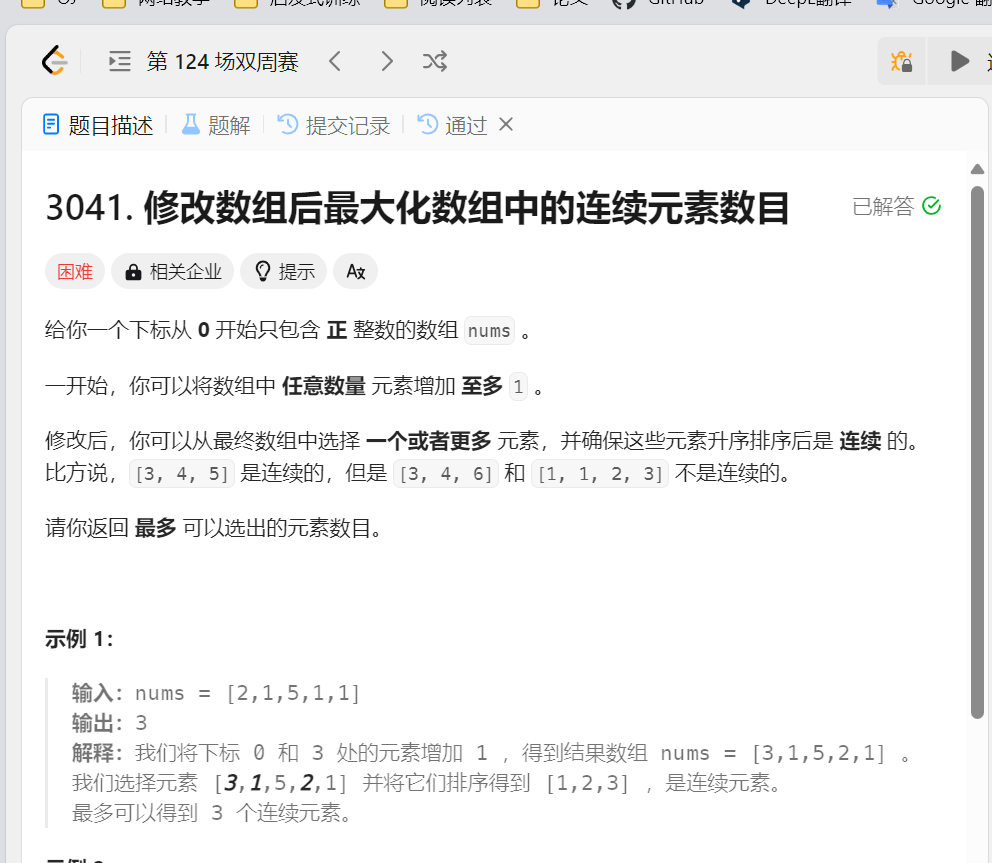 GitHub DeepL翻译 Google
第 124 场双周赛
题目描述 题解 提交记录 通过
3041. 修改数组后最大化数组中的连续元素数目 已解答
困难 相关企业 提示
给你一个下标从 0 开始只包含 正 整数的数组 nums 。
一开始，你可以将数组中 任意数量 元素增加 至多 1 。
修改后，你可以从最终数组中选择 一个或者更多 元素，并确保这些元素升序排序后是 连续 的。
比方说，[3, 4, 5] 是连续的，但是 [3, 4, 6] 和 [1, 1, 2, 3] 不是连续的。
请你返回 最多 可以选出的元素数目。
示例 1：
输入：nums = [2,1,5,1,1]
输出：3
解释：我们将下标 0 和 3 处的元素增加 1 ，得到结果数组 nums = [3,1,5,2,1] 。
我们选择元素 [3,1,5,2,1] 并将它们排序得到 [1,2,3] ，是连续元素。
最多可以得到 3 个连续元素。